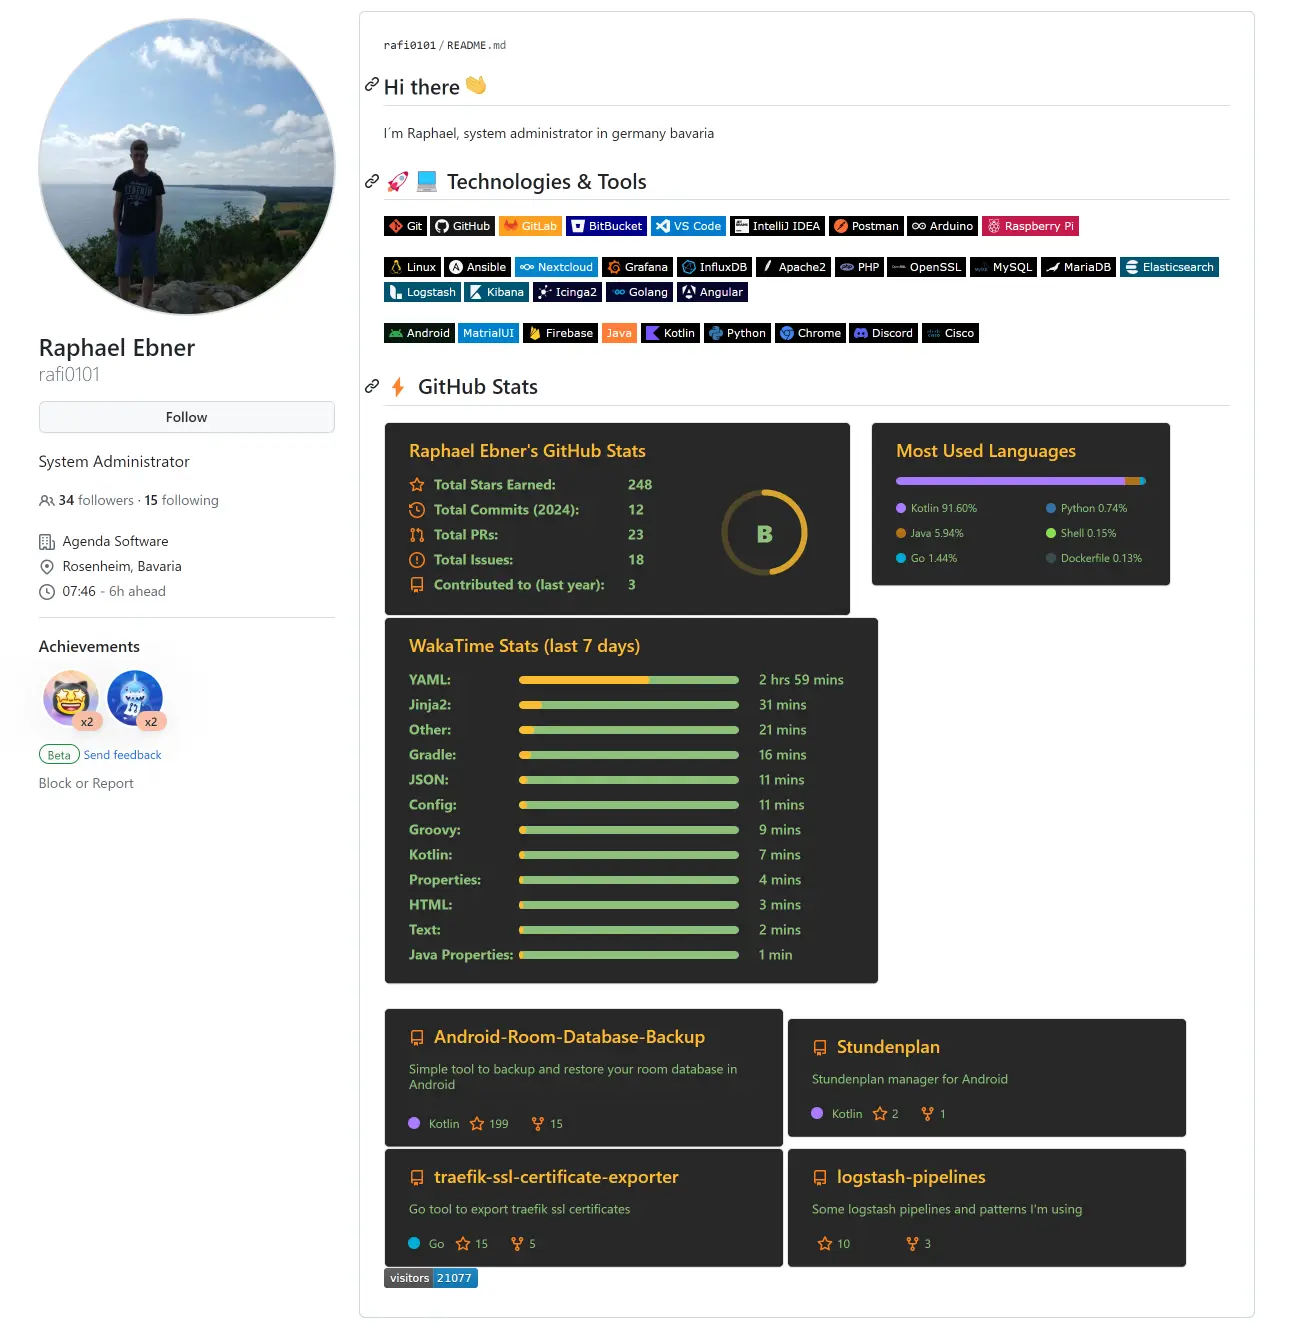 Raphael Ebner
rafi0101
Follow
System Administrator
34 followers · 15 following
Agenda Software
Rosenheim, Bavaria
07:46 - 6h ahead
Achievements
x2 x2
Beta Send feedback
Block or Report
rafi0101 / README.md
Hi there 👋
I´m Raphael, system administrator in germany bavaria
🚀 💻 Technologies & Tools
Git GitHub GitLab BitBucket VS Code IntelliJ IDEA Postman Arduino Raspberry Pi
Linux Ansible Nextcloud Grafana InfluxDB Apache2 PHP OpenSSL MySQL MariaDB Elasticsearch
Logstash Kibana Icinga2 Golang Angular
Android MatrialUI Firebase Java Kotlin Python Chrome Discord Cisco
⚡ GitHub Stats
Raphael Ebner's GitHub Stats
Total Stars Earned: 248
Total Commits (2024): 12
Total PRs: 23
Total Issues: 18
Contributed to (last year): 3
B
Most Used Languages
Kotlin 91.60% Python 0.74%
Java 5.94% Shell 0.15%
Go 1.44% Dockerfile 0.13%
WakaTime Stats (last 7 days)
YAML: 2 hrs 59 mins
Jinja2: 31 mins
Other: 21 mins
Gradle: 16 mins
JSON: 11 mins
Config: 11 mins
Groovy: 9 mins
Kotlin: 7 mins
Properties: 4 mins
HTML: 3 mins
Text: 2 mins
Java Properties: 1 min
Android-Room-Database-Backup
Simple tool to backup and restore your room database in
Android
Kotlin 199 15
Stundenplan
Stundenplan manager for Android
Kotlin 2 1
traefik-ssl-certificate-exporter
Go tool to export traefik ssl certificates
Go 15 5
logstash-pipelines
Some logstash pipelines and patterns I'm using
10 3
visitors 21077